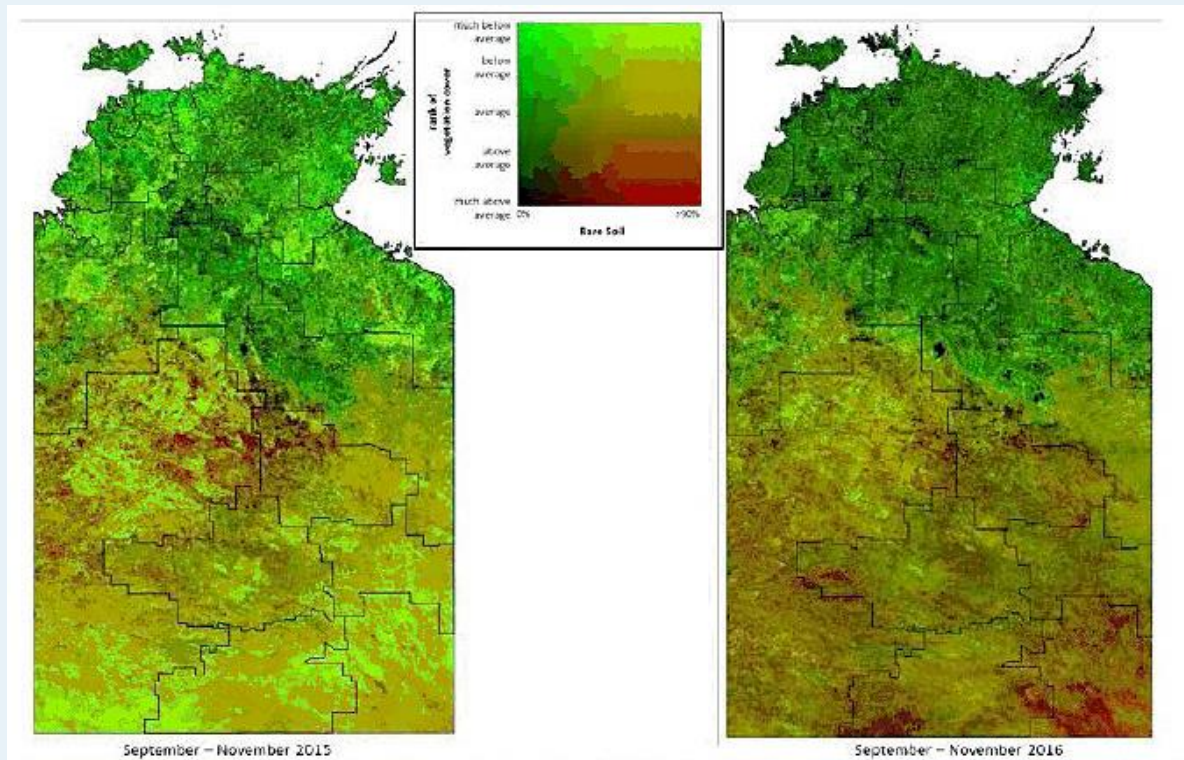 much below
average
below
average
average
above
average
much above
average
rank of
vegetation cover
0%
>90%
Bare Soil
September – November 2015
September – November 2016